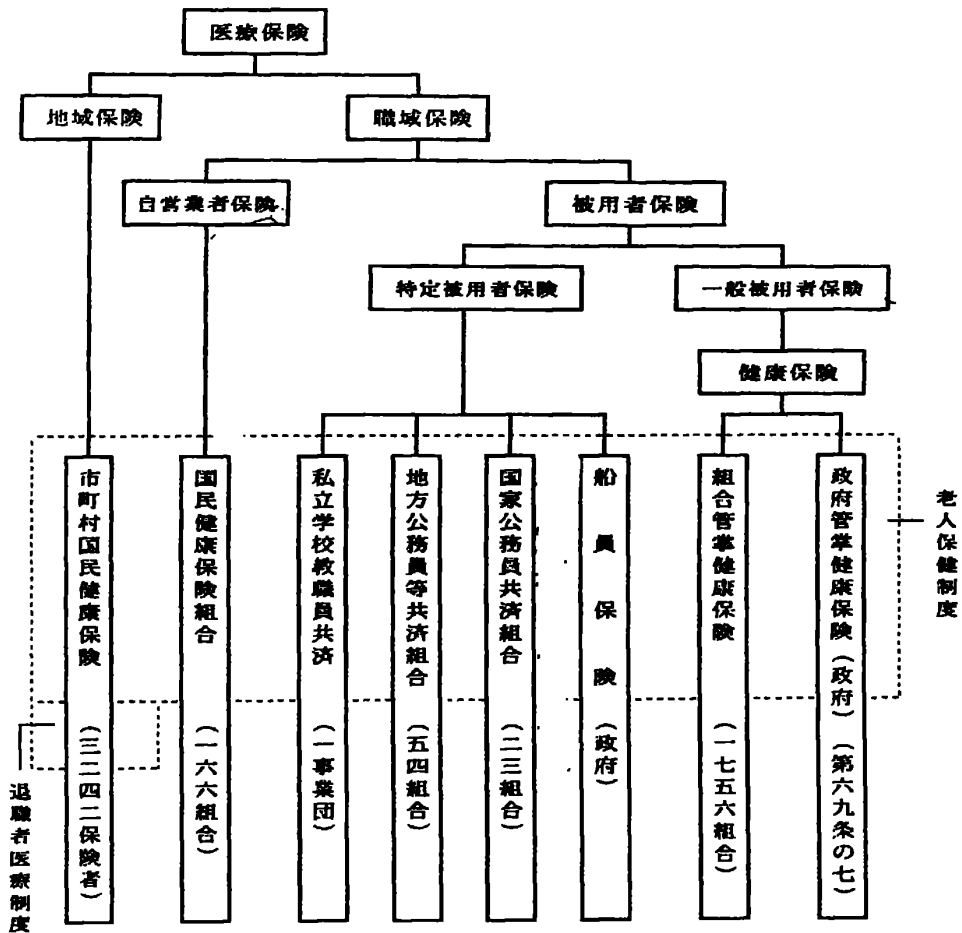 医療保険
地域保険
職域保険
自営業者保険
被用者保険
特定被用者保険
一般被用者保険
健康保険
老人保健制度
政府管掌健康保険(政府)(第六九条の七)
組合管掌健康保険(一七五六組合)
船員保険(政府)
国家公務員共済組合(二三組合)
地方公務員等共済組合(五四組合)
私立学校教職員共済(一事業団)
国民健康保険組合(一六六組合)
市町村国民健康保険(三二四二保険者)
退職者医療制度